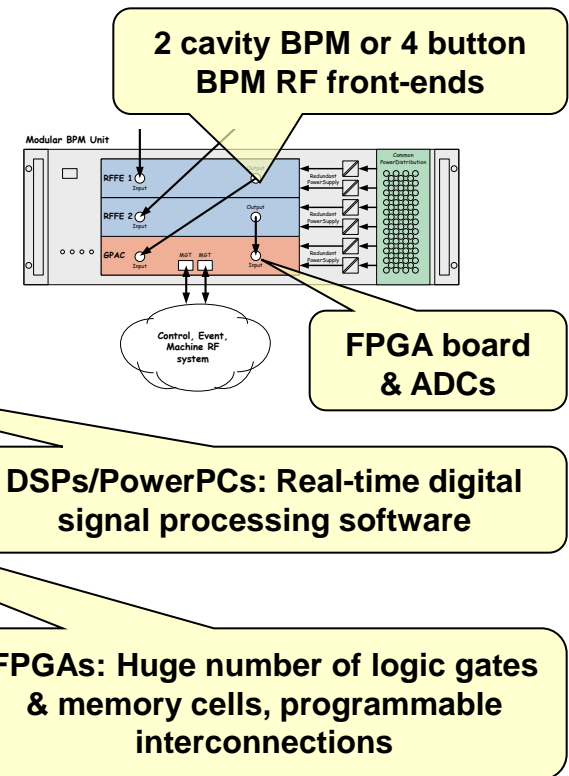 2 cavity BPM or 4 button
BPM RF front-ends
Modular BPM Unit
Common
PowerDistribution
RFFE 1
Input
Output
Redundant
PowerSupply
RFFE 2
Input
Output
Redundant
PowerSupply
GPAC
Input
MGT MGT
Input
Redundant
PowerSupply
Control, Event,
Machine RF
system
FPGA board
& ADCs
DSPs/PowerPCs: Real-time digital
signal processing software
FPGAs: Huge number of logic gates
& memory cells, programmable
interconnections